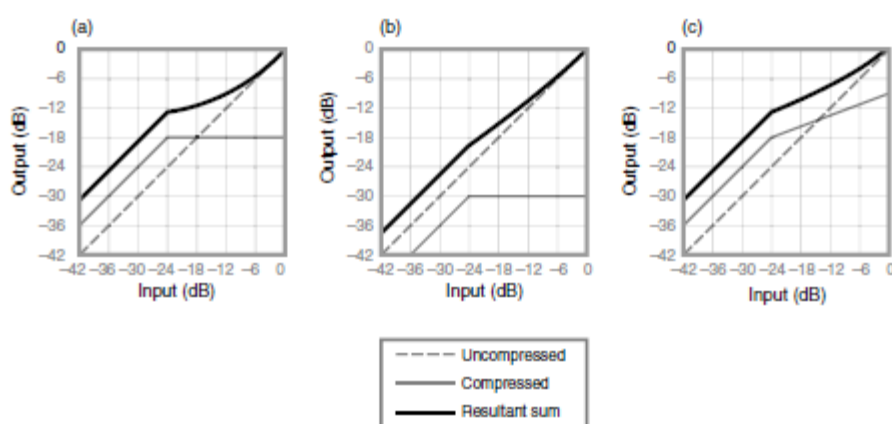 (a)
0
−6
−12
−18
−24
−30
−36
−42
Output (dB)
−42 −36 −30 −24 −18 −12 −6 0
Input (dB)
(b)
0
−6
−12
−18
−24
−30
−36
−42
Output (dB)
−42 −36 −30 −24 −18 −12 −6 0
Input (dB)
(c)
0
−6
−12
−18
−24
−30
−36
−42
Output (dB)
−42 −36 −30 −24 −18 −12 −6 0
Input (dB)
Uncompressed
Compressed
Resultant sum